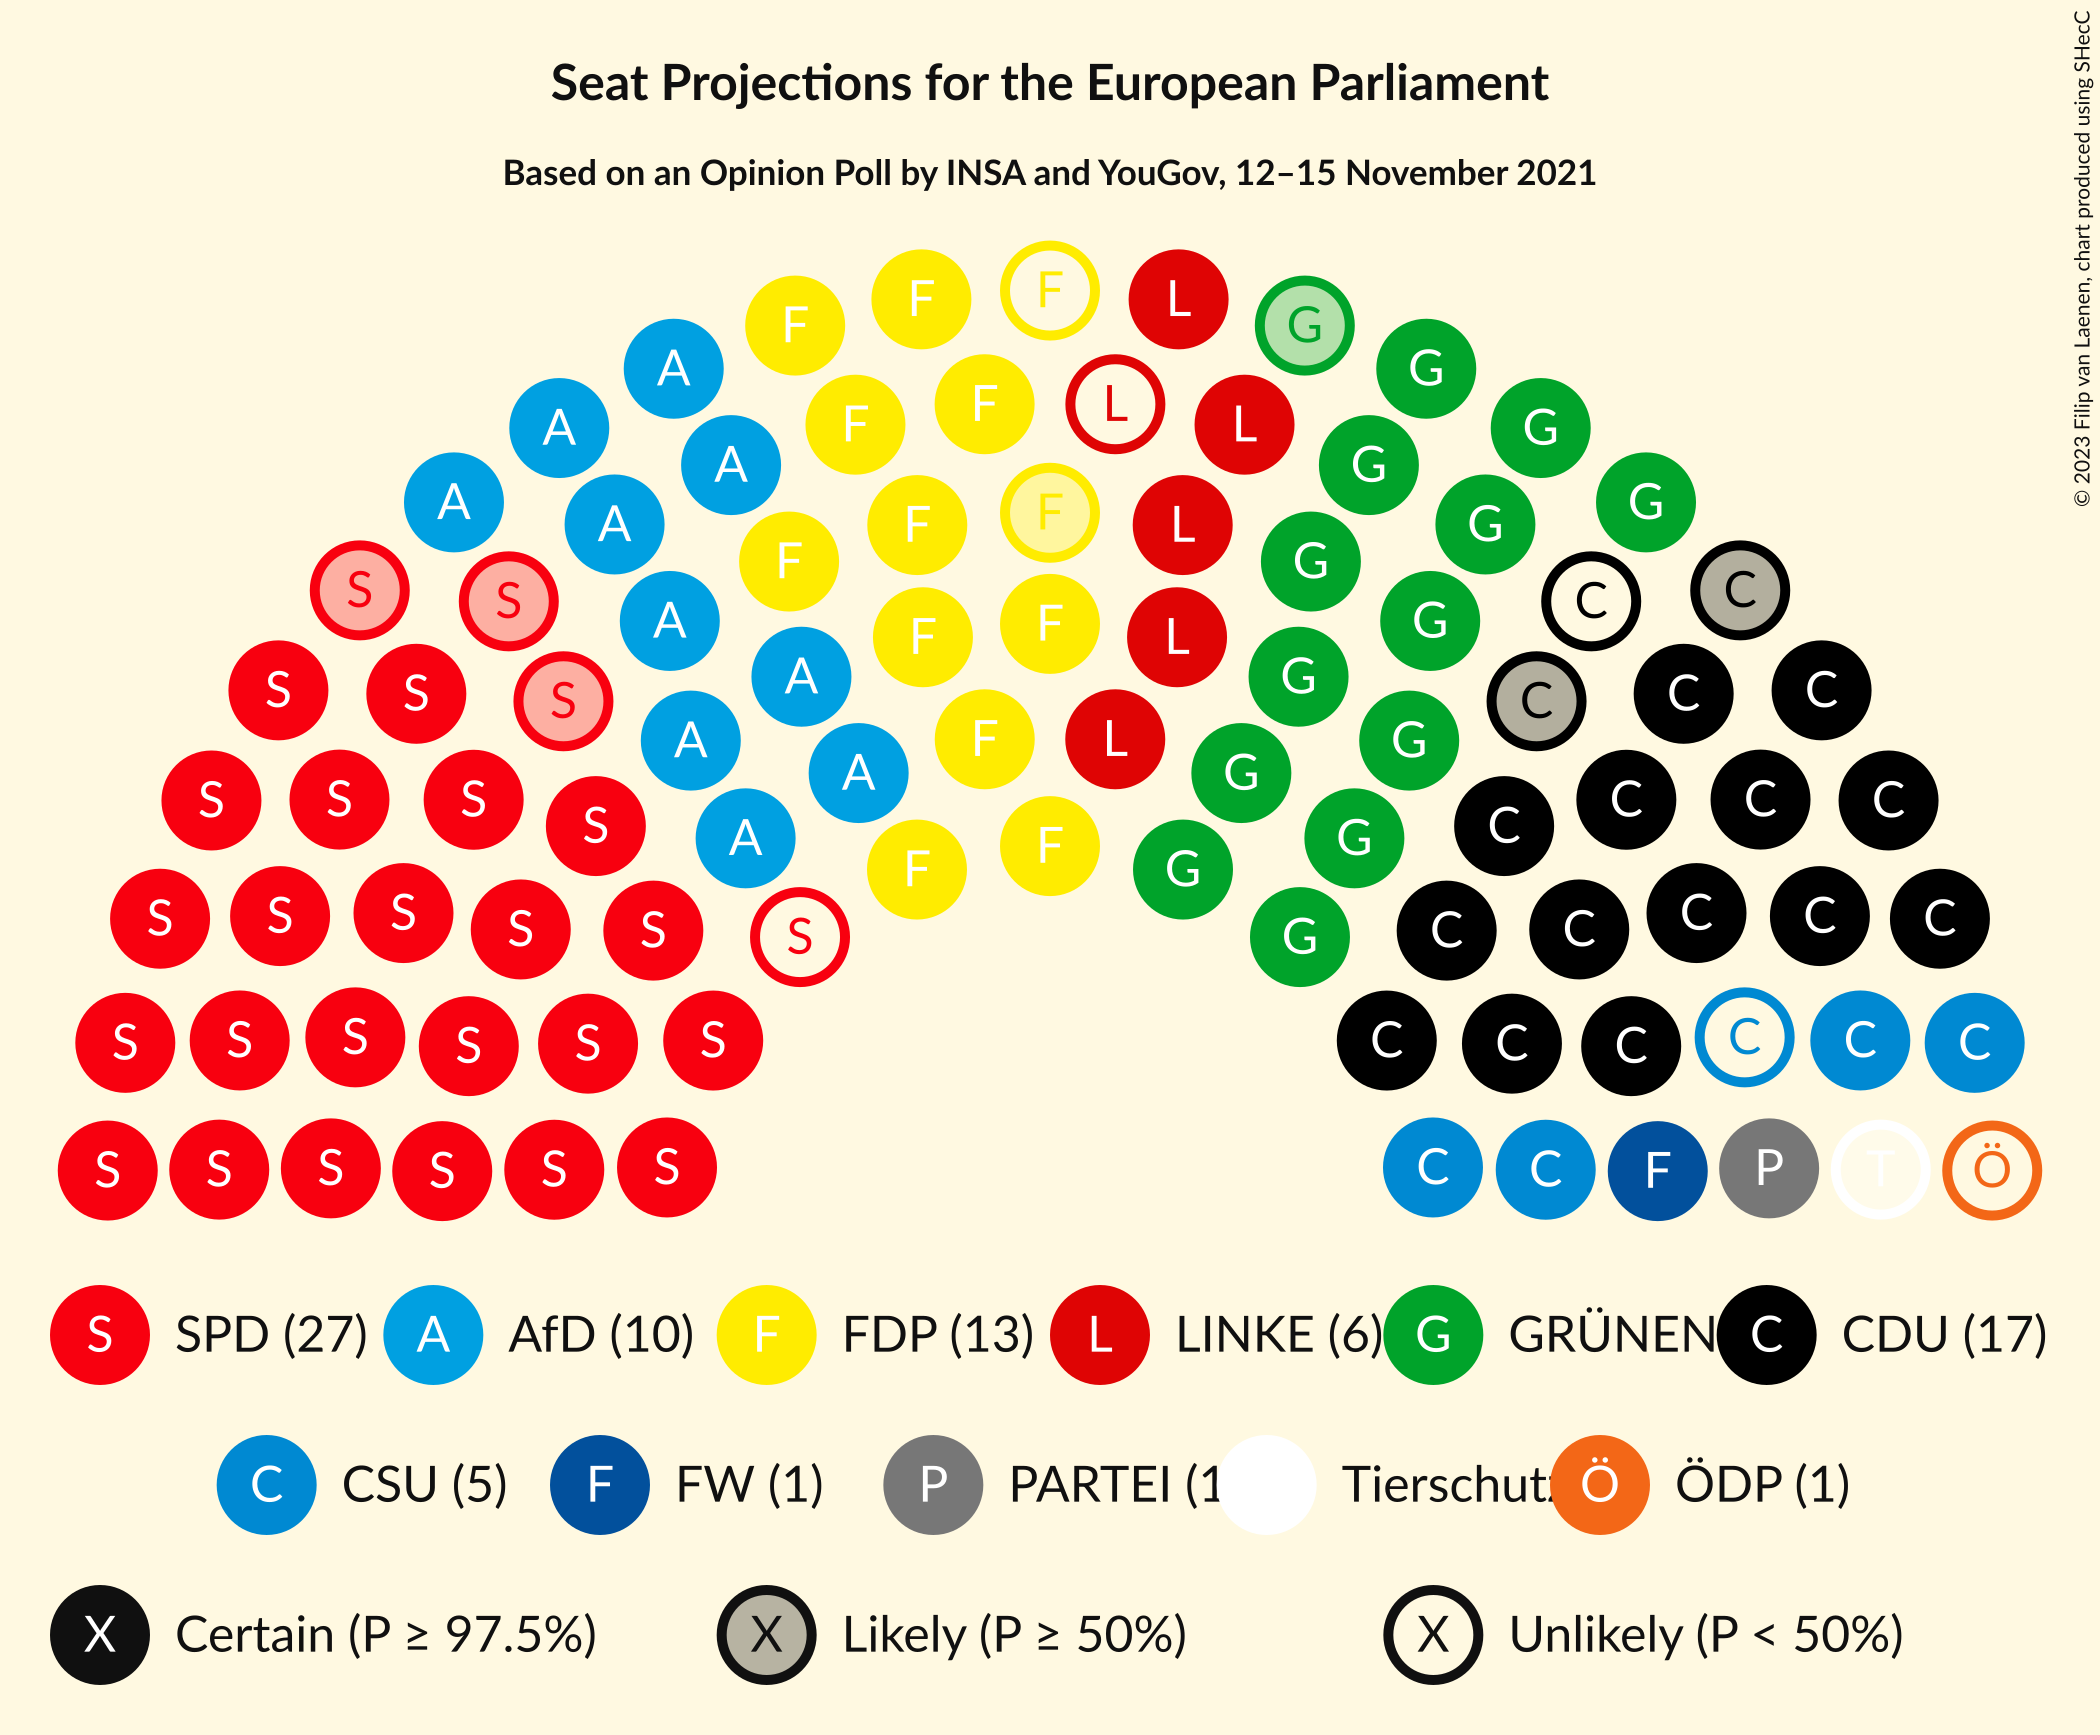 Seat Projections for the European Parliament
Based on an Opinion Poll by INSA and YouGov, 12–15 November 2021
© 2023 Filip van Laenen, chart produced using SHecC
F F F L G
A F F L L G G
A A F F F L G G G
A A F F L G G G
S S A A F L G G C C
S S S A A G G C C C
S S S S A F F G G C C C C
S S S S S S G C C C C C
S S S S S S C C C C C C
S S S S S S C C F P T Ö
S SPD (27) A AfD (10) F FDP (13) L LINKE (6) G GRÜNEN C CDU (17)
C CSU (5) F FW (1) P PARTEI (1 Tierschutz Ö ÖDP (1)
X Certain (P ≥ 97.5%) X Likely (P ≥ 50%) X Unlikely (P < 50%)